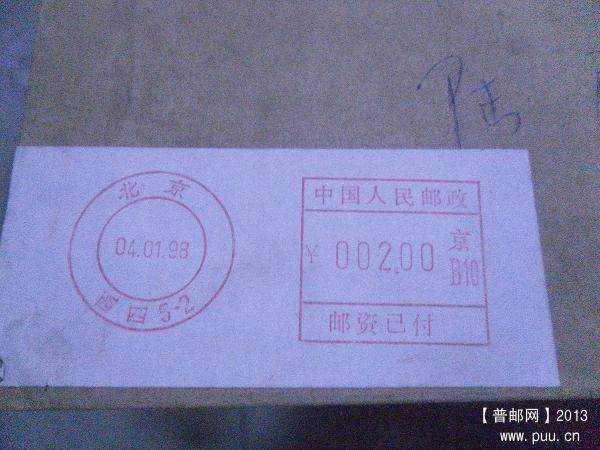 北京
04.01.98
西四 5-2
中国人民邮政
¥ 002.00
京
B10
邮资已付
【普邮网】2013
www.puu.cn